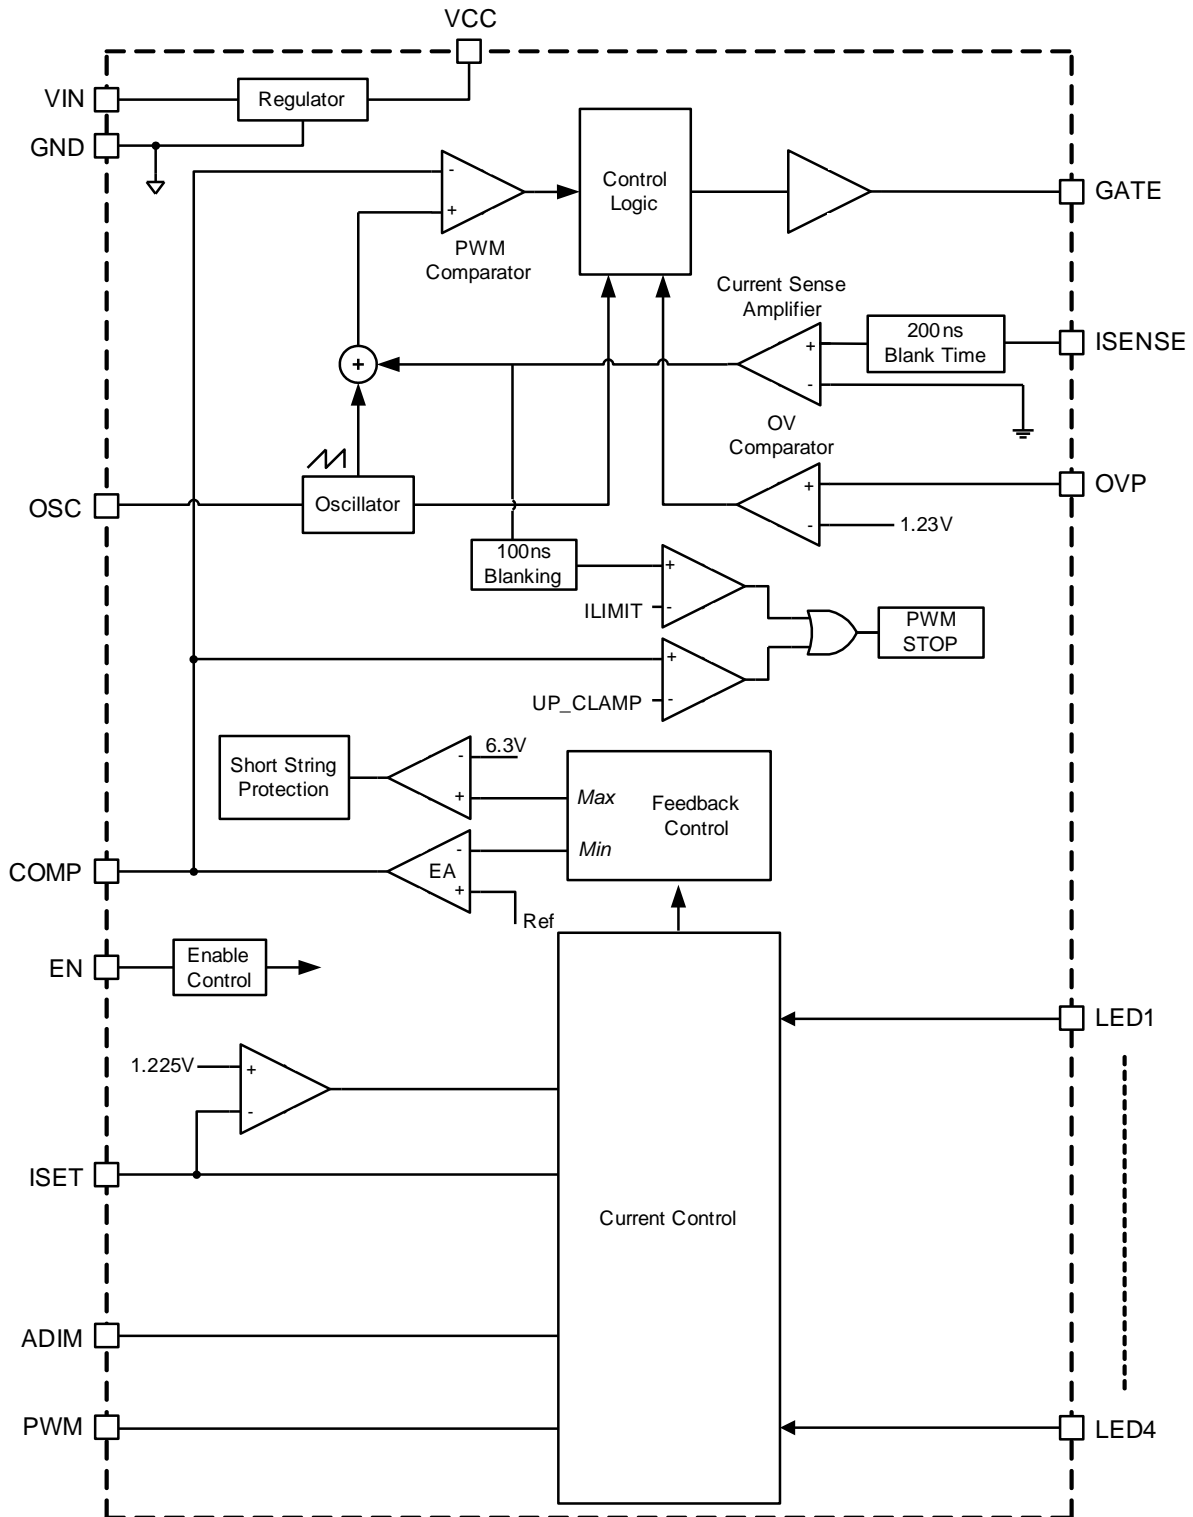 VCC
VIN
Regulator
GND
-
+
PWM
Comparator
Control
Logic
GATE
Current Sense
Amplifier
+
-
200ns
Blank Time
ISENSE
+
OV
Comparator
+
-
1.23V
OVP
OSC
Oscillator
100ns
Blanking
+
-
ILIMIT
PWM
STOP
+
-
UP_CLAMP
Short String
Protection
-
+
6.3V
Max
Min
Feedback
Control
COMP
EA
-
+
Ref
EN
Enable
Control
LED1
1.225V
+
-
ISET
Current Control
ADIM
PWM
LED4